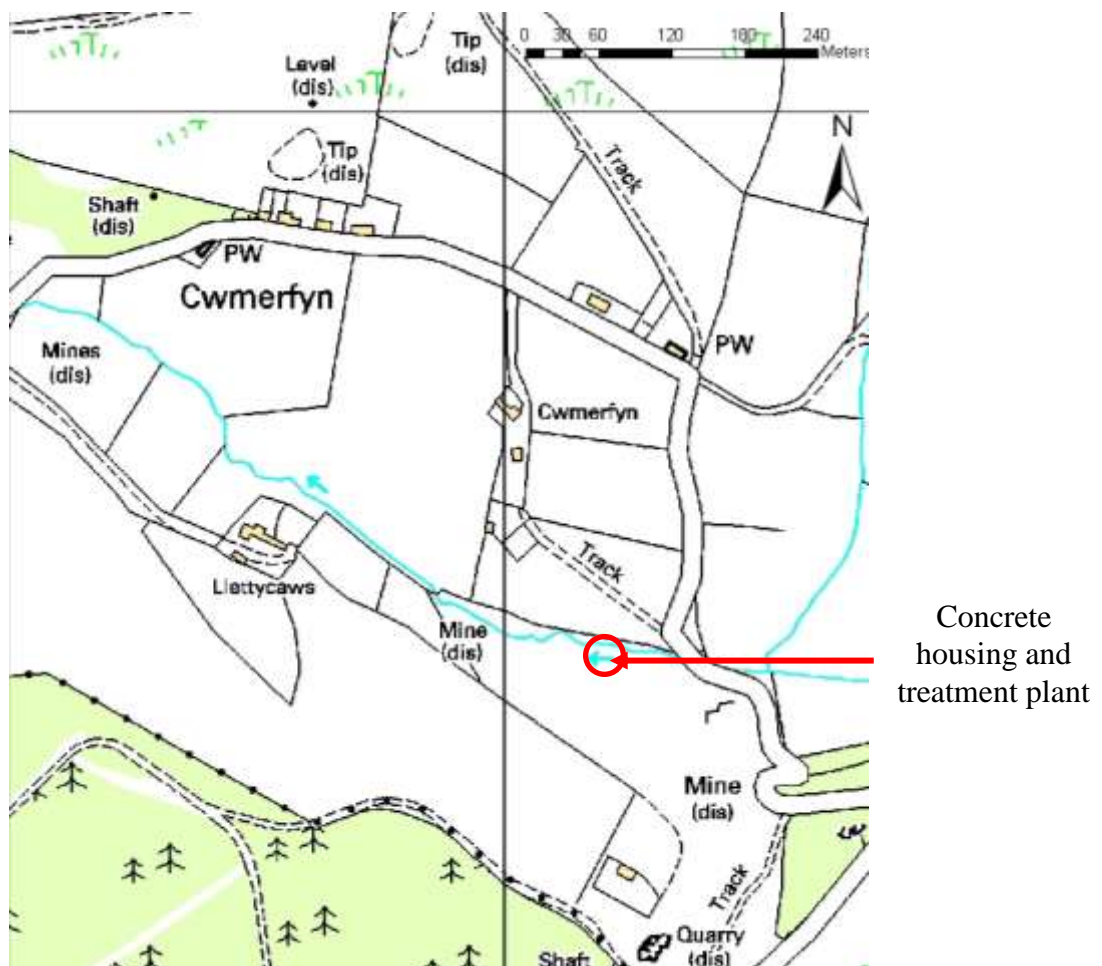 Tip
(dis)
0 30 60 120 180 240
Meters
Level
(dis)
N
Tip
(dis)
Track
Shaft
(dis)
PW
Cwmerfyn
PW
Mines
(dis)
Cwmerfyn
Track
Llettycaws
Mine
(dis)
Concrete
housing and
treatment plant
Mine
(dis)
Track
Quarry
(dis)
Shaft